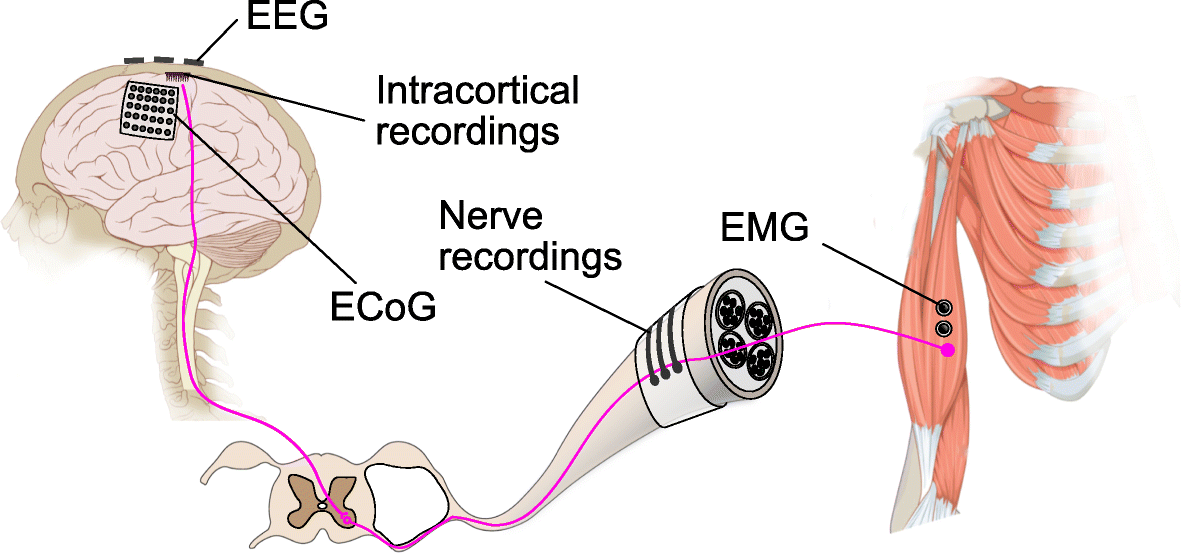 EEG
Intracortical
recordings
Nerve
recordings
EMG
ECoG